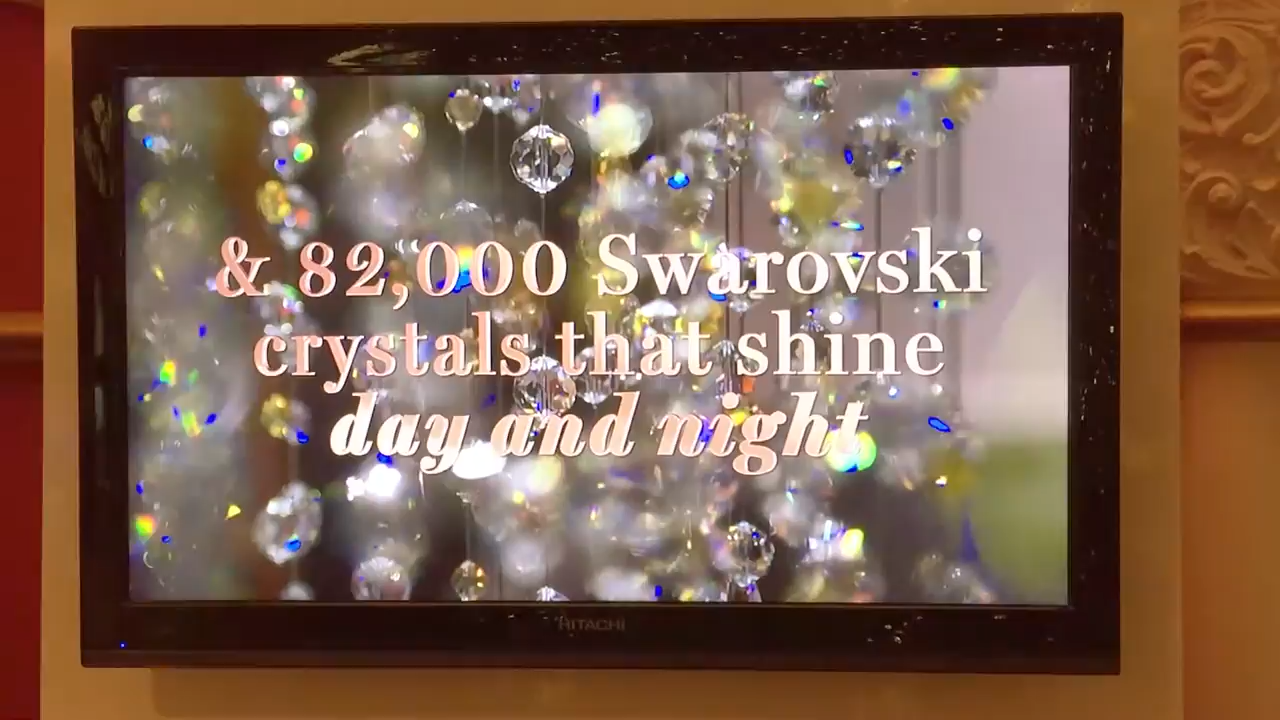 & 82,000 Swarovski
crystals that shine
day and night
HITACHI